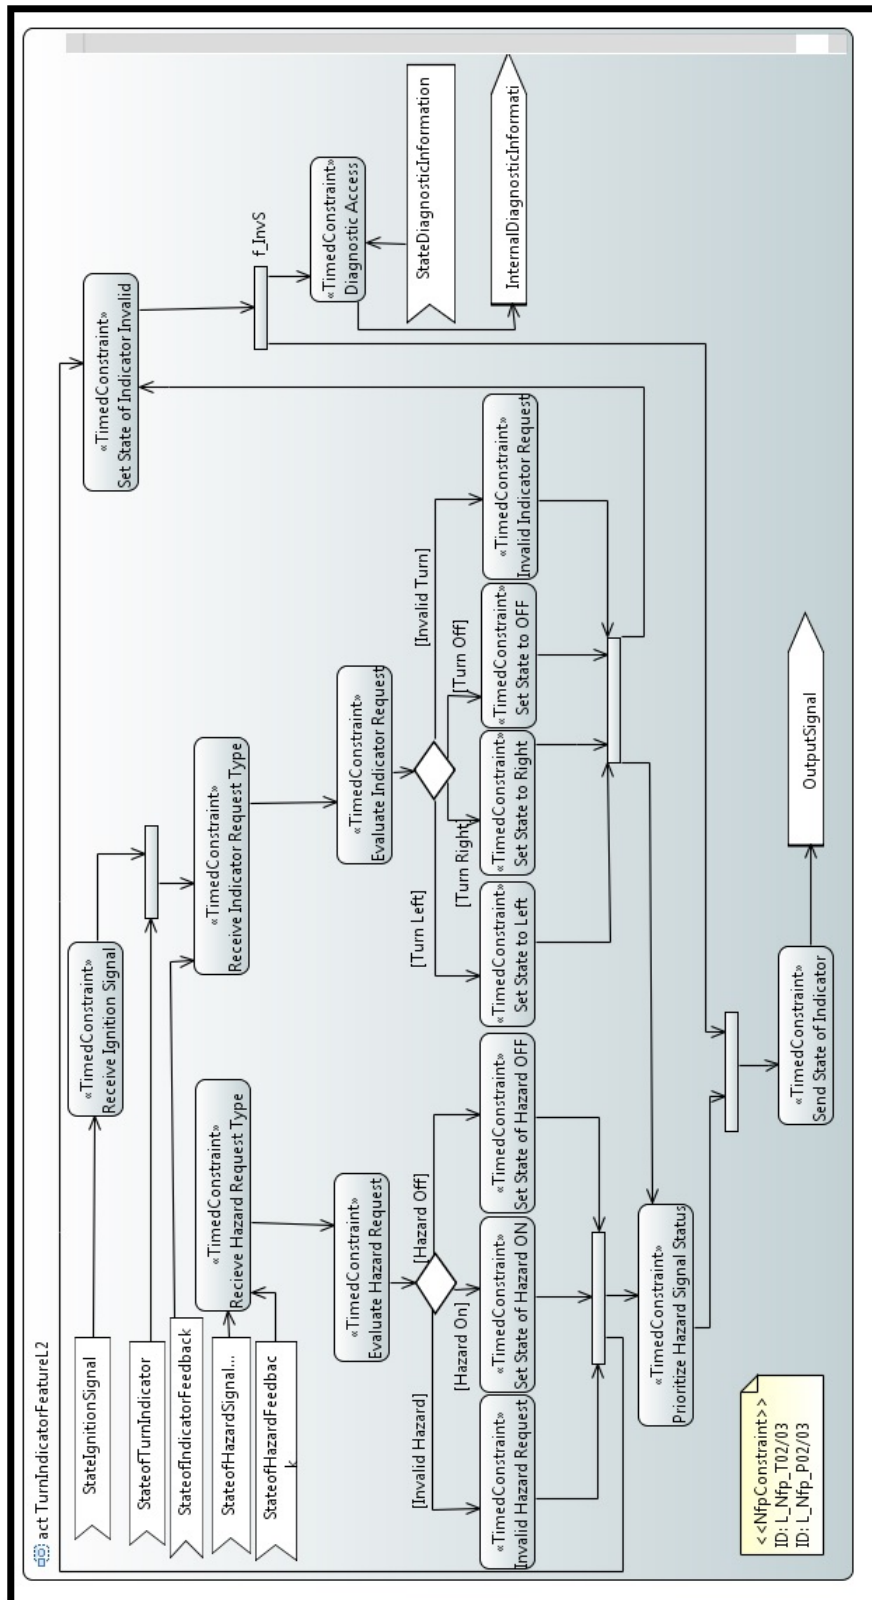 act TurnIndicatorFeatureL2
StateIgnitionSignal
StateofTurnIndicator
StateofIndicatorFeedback
StateofHazardSignal...
StateofHazardFeedbac
k
«TimedConstraint»
Receive Ignition Signal
«TimedConstraint»
Set State of Indicator Invalid
f_InvS
«TimedConstraint»
Recieve Hazard Request Type
«TimedConstraint»
Receive Indicator Request Type
«TimedConstraint»
Diagnostic Access
StateDiagnosticInformation
InternalDiagnosticInformati
«TimedConstraint»
Evaluate Hazard Request
«TimedConstraint»
Evaluate Indicator Request
[Invalid Hazard]
[Hazard On]
[Hazard Off]
[Turn Left]
[Turn Right]
[Turn Off]
[Invalid Turn]
«TimedConstraint»
Invalid Hazard Request
«TimedConstraint»
Set State of Hazard ON
«TimedConstraint»
Set State of Hazard OFF
«TimedConstraint»
Set State to Left
«TimedConstraint»
Set State to Right
«TimedConstraint»
Set State to OFF
«TimedConstraint»
Invalid Indicator Request
«TimedConstraint»
Prioritize Hazard Signal Status
«TimedConstraint»
Send State of Indicator
OutputSignal
<<NfpConstraint>>
ID: L_Nfp_T02/03
ID: L_Nfp_P02/03